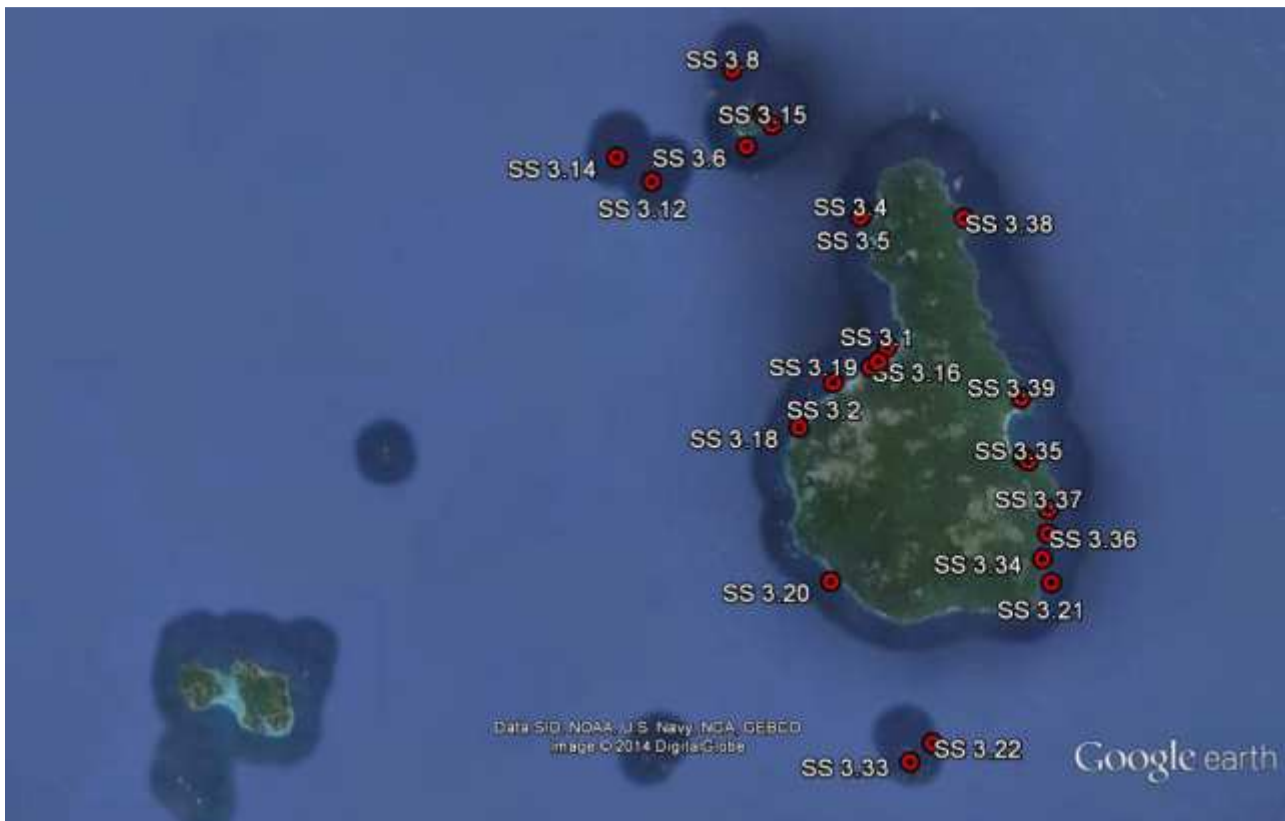 SS 3.8
SS 3.15
SS 3.14
SS 3.6
SS 3.12
SS 3.4
SS 3.38
SS 3.5
SS 3.1
SS 3.19
SS 3.16
SS 3.39
SS 3.2
SS 3.18
SS 3.35
SS 3.37
SS 3.36
SS 3.34
SS 3.20
SS 3.21
Data SIO, NOAA, U.S. Navy, NGA, GEBCO
Image © 2014 DigitalGlobe
SS 3.22
SS 3.33
Google earth